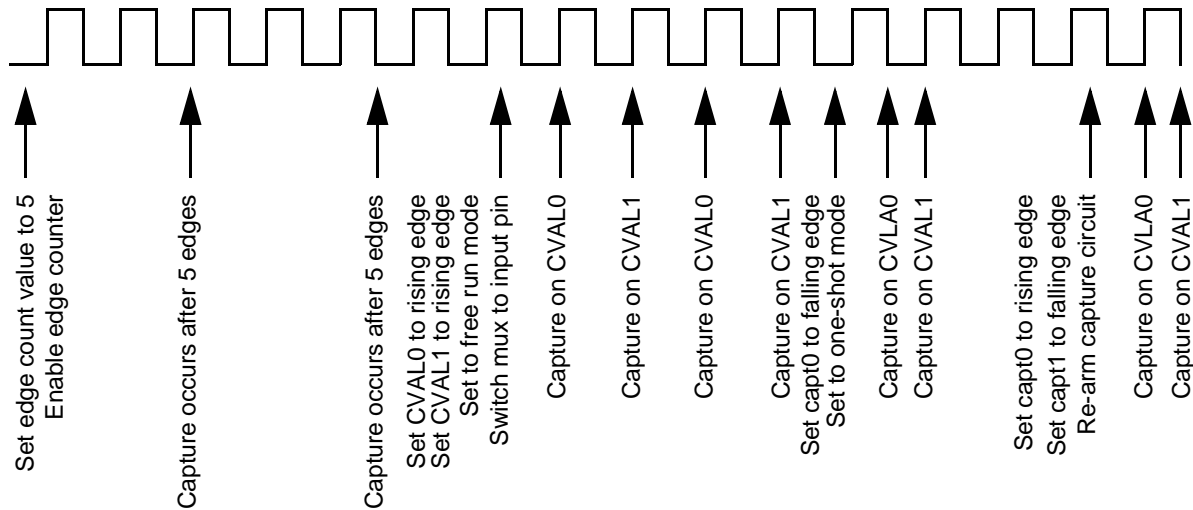 Set edge count value to 5
Enable edge counter
Capture occurs after 5 edges
Capture occurs after 5 edges
Set CVAL0 to rising edge
Set CVAL1 to rising edge
Set to free run mode
Switch mux to input pin
Capture on CVAL0
Capture on CVAL1
Capture on CVAL0
Capture on CVAL1
Set capt0 to falling edge
Set to one-shot mode
Capture on CVLA0
Capture on CVAL1
Set capt0 to rising edge
Set capt1 to falling edge
Re-arm capture circuit
Capture on CVLA0
Capture on CVAL1